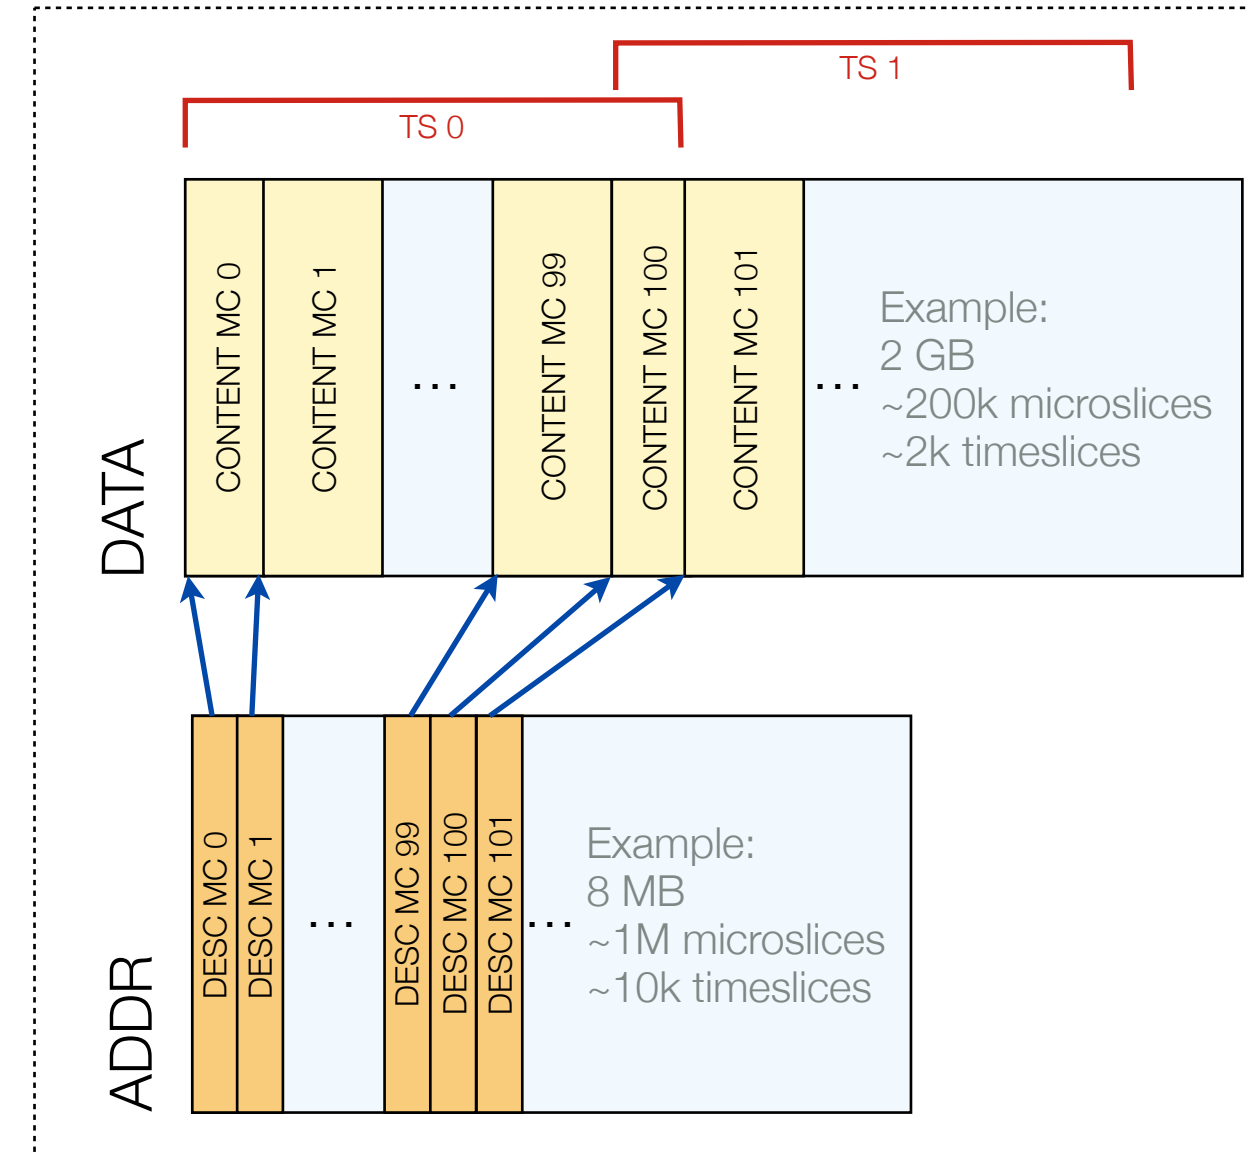 TS 1
TS 0
DATA
CONTENT MC 0
CONTENT MC 1
...
CONTENT MC 99
CONTENT MC 100
CONTENT MC 101
...
Example:
2 GB
~200k microslices
~2k timeslices
ADDR
DESC MC 0
DESC MC 1
...
DESC MC 99
DESC MC 100
DESC MC 101
...
Example:
8 MB
~1M microslices
~10k timeslices